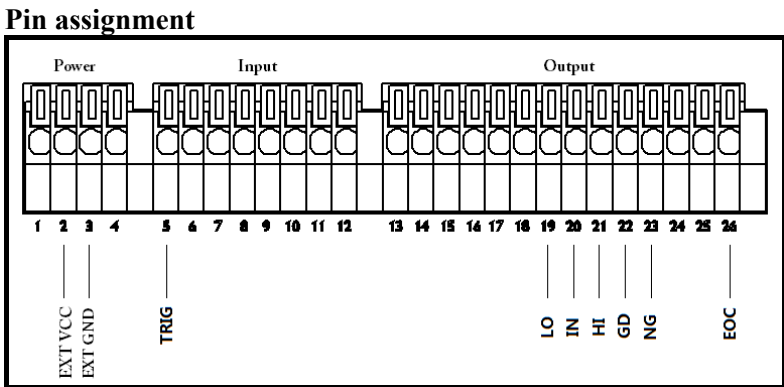 Pin assignment
Power Input Output
1 2 3 4 5 6 7 8 9 10 11 12 13 14 15 16 17 18 19 20 21 22 23 24 25 26
EXT VCC
EXT GND
TRIG
LO
IN
HI
GD
NG
EOC